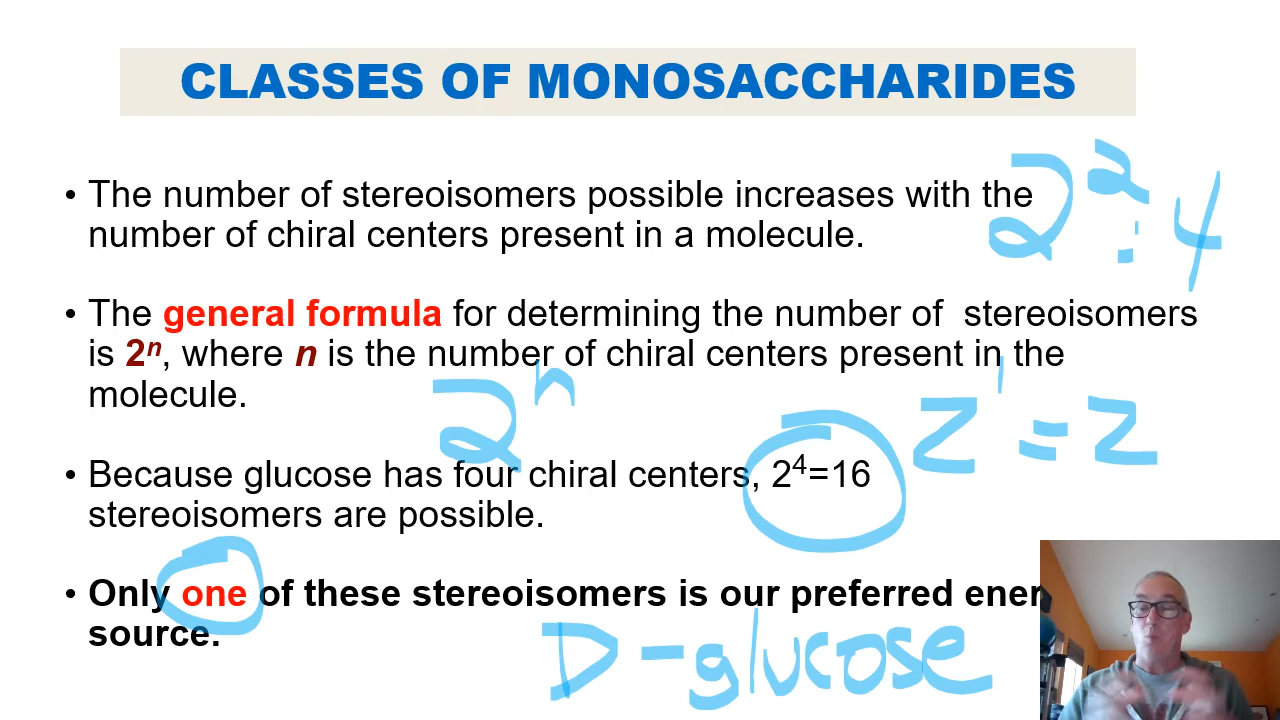 CLASSES OF MONOSACCHARIDES
• The number of stereoisomers possible increases with the
number of chiral centers present in a molecule.
2² = 4
• The general formula for determining the number of stereoisomers
is 2ⁿ, where n is the number of chiral centers present in the
molecule.
2ⁿ
2¹ = 2
• Because glucose has four chiral centers, 2⁴=16
stereoisomers are possible.
• Only one of these stereoisomers is our preferred ener
source.
D-glucose